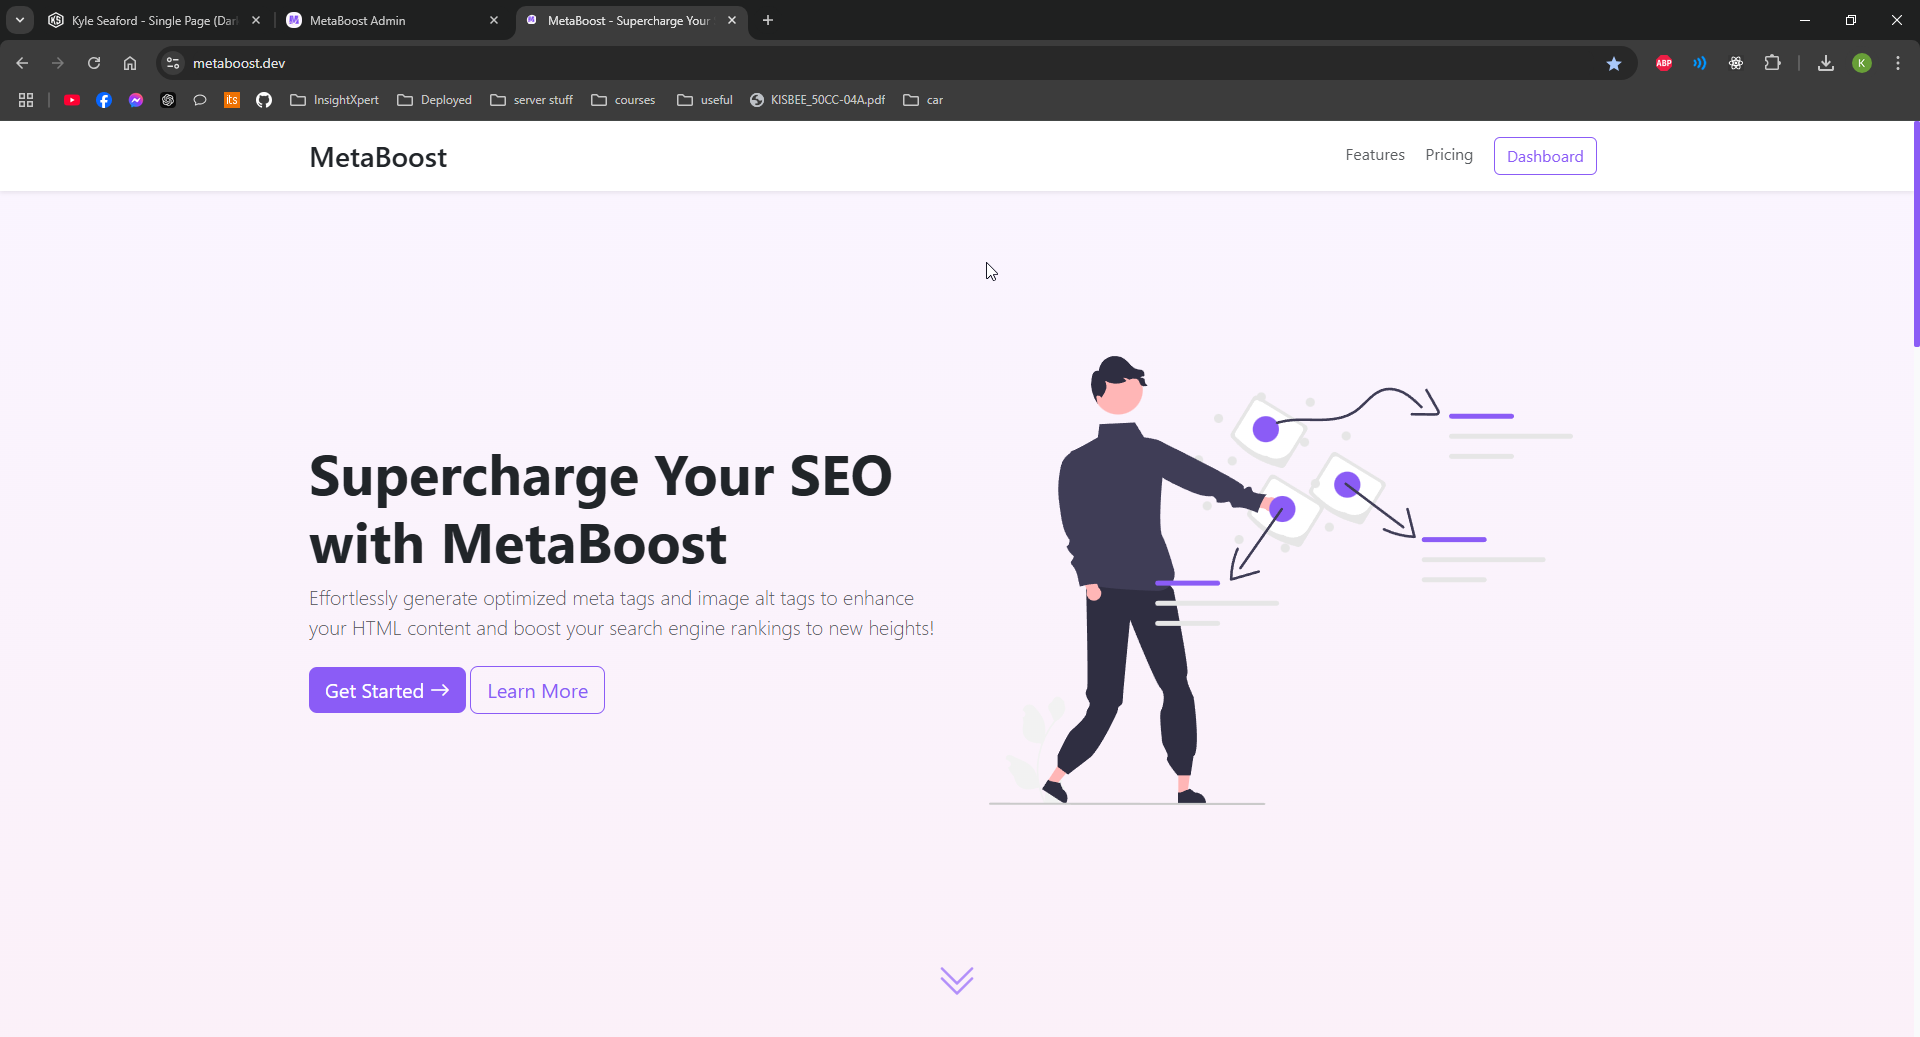 Kyle Seaford - Single Page (Dar
MetaBoost Admin
MetaBoost - Supercharge Your
metaboost.dev
ABP
K
its
InsightXpert
Deployed
server stuff
courses
useful
KISBEE_50CC-04A.pdf
car
MetaBoost
Features
Pricing
Dashboard
Supercharge Your SEO
with MetaBoost
Effortlessly generate optimized meta tags and image alt tags to enhance
your HTML content and boost your search engine rankings to new heights!
Get Started →
Learn More